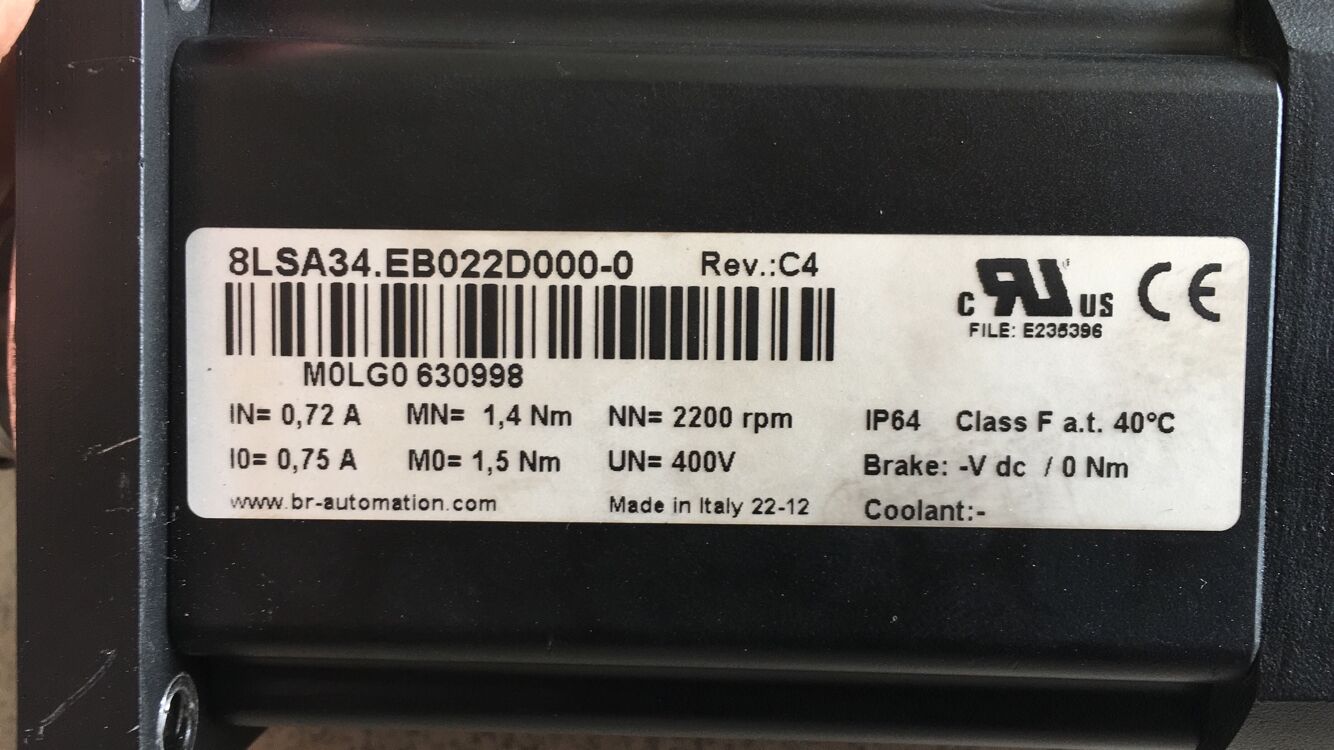 8LSA34.EB022D000-0 Rev.:C4
M0LG0 630998
IN= 0,72 A MN= 1,4 Nm NN= 2200 rpm
I0= 0,75 A M0= 1,5 Nm UN= 400V
www.br-automation.com Made in Italy 22-12
C RU US CE
FILE: E235396
IP64 Class F a.t. 40°C
Brake: -V dc / 0 Nm
Coolant:-